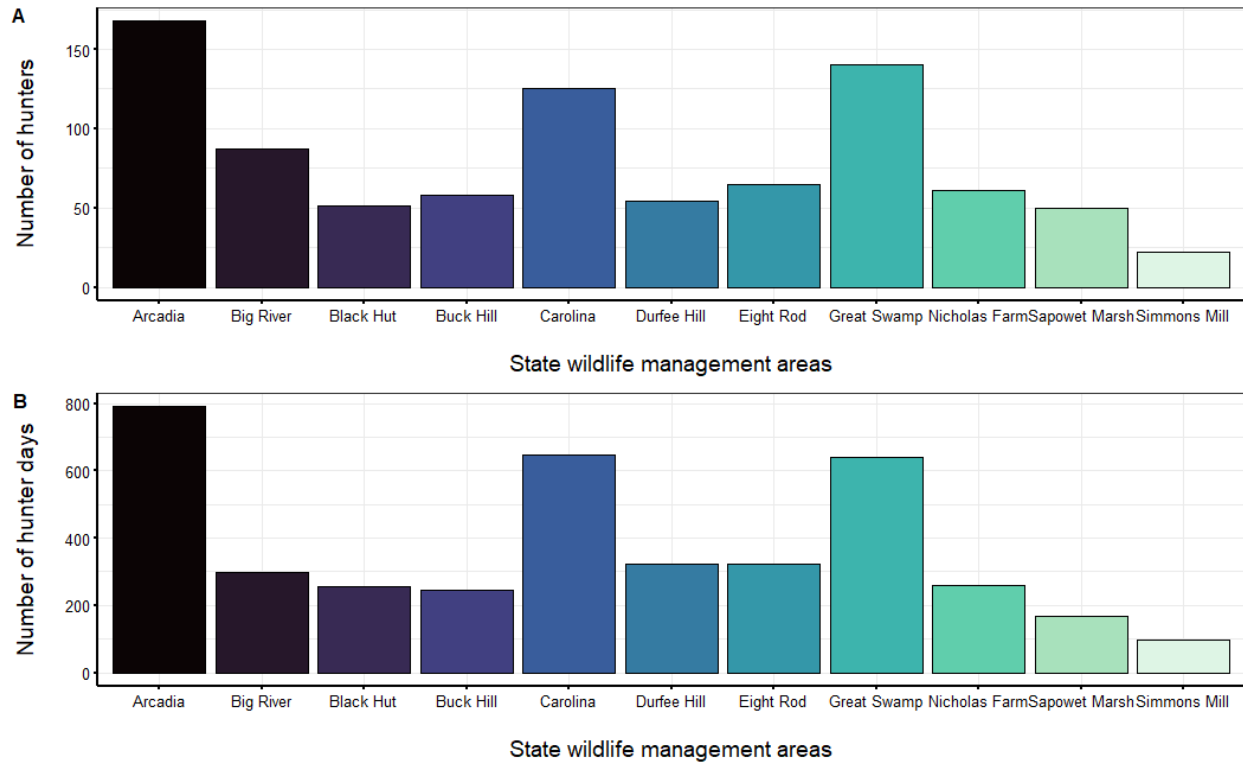 A
Number of hunters
150
100
50
0
Arcadia Big River Black Hut Buck Hill Carolina Durfee Hill Eight Rod Great Swamp Nicholas Farm Sapowet Marsh Simmons Mill
State wildlife management areas
B
Number of hunter days
800
600
400
200
0
Arcadia Big River Black Hut Buck Hill Carolina Durfee Hill Eight Rod Great Swamp Nicholas Farm Sapowet Marsh Simmons Mill
State wildlife management areas